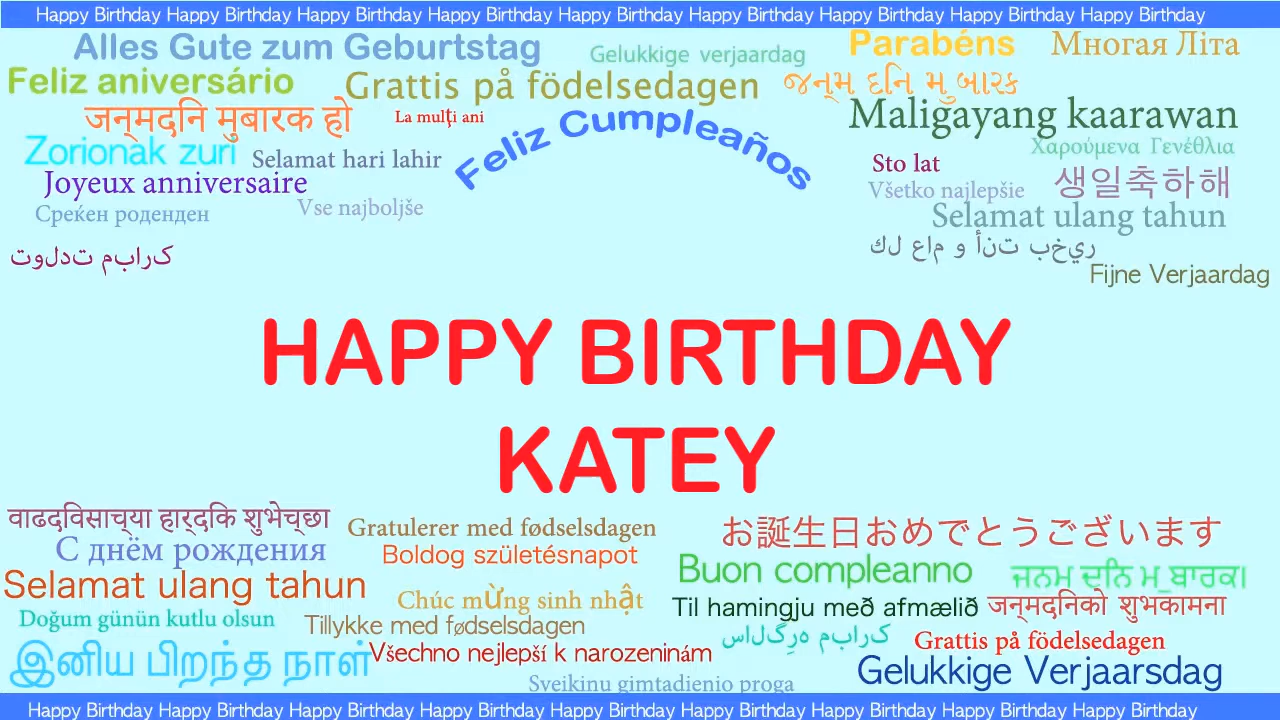 Happy Birthday Happy Birthday Happy Birthday Happy Birthday Happy Birthday Happy Birthday Happy Birthday Happy Birthday Happy Birthday
Alles Gute zum Geburtstag
Gelukkige verjaardag
Parabéns
Многая Літа
Feliz aniversário
Grattis på födelsedagen
જન્મ દનિ મુબારક
जन्मदनि मुबारक हो
La mulţi ani
Feliz Cumpleaños
Maligayang kaarawan
Zorionak zuri
Selamat hari lahir
Χαρούμενα Γενέθλια
Sto lat
Joyeux anniversaire
Všetko najlepšie
생일축하해
Среќен роденден
Vse najboljše
Selamat ulang tahun
تولدت مبارک
كل عام و أنت بخير
Fijne Verjaardag
HAPPY BIRTHDAY
KATEY
वाढदविसाच्या हार्दकि शुभेच्छा
Gratulerer med fødselsdagen
お誕生日おめでとうございます
С днём рождения
Boldog születésnapot
Buon compleanno
ਜਨਮ ਦਨਿ ਮੁਬਾਰਕ।
Selamat ulang tahun
Chúc mừng sinh nhật
Til hamingju með afmælið
जन्मदनिको शुभकामना
Doğum günün kutlu olsun
Tillykke med fødselsdagen
سالگرہ مبارک
Grattis på födelsedagen
இனிய பிறந்த நாள்
Všechno nejlepší k narozeninám
Gelukkige Verjaarsdag
Sveikinu gimtadienio proga
Happy Birthday Happy Birthday Happy Birthday Happy Birthday Happy Birthday Happy Birthday Happy Birthday Happy Birthday Happy Birthday